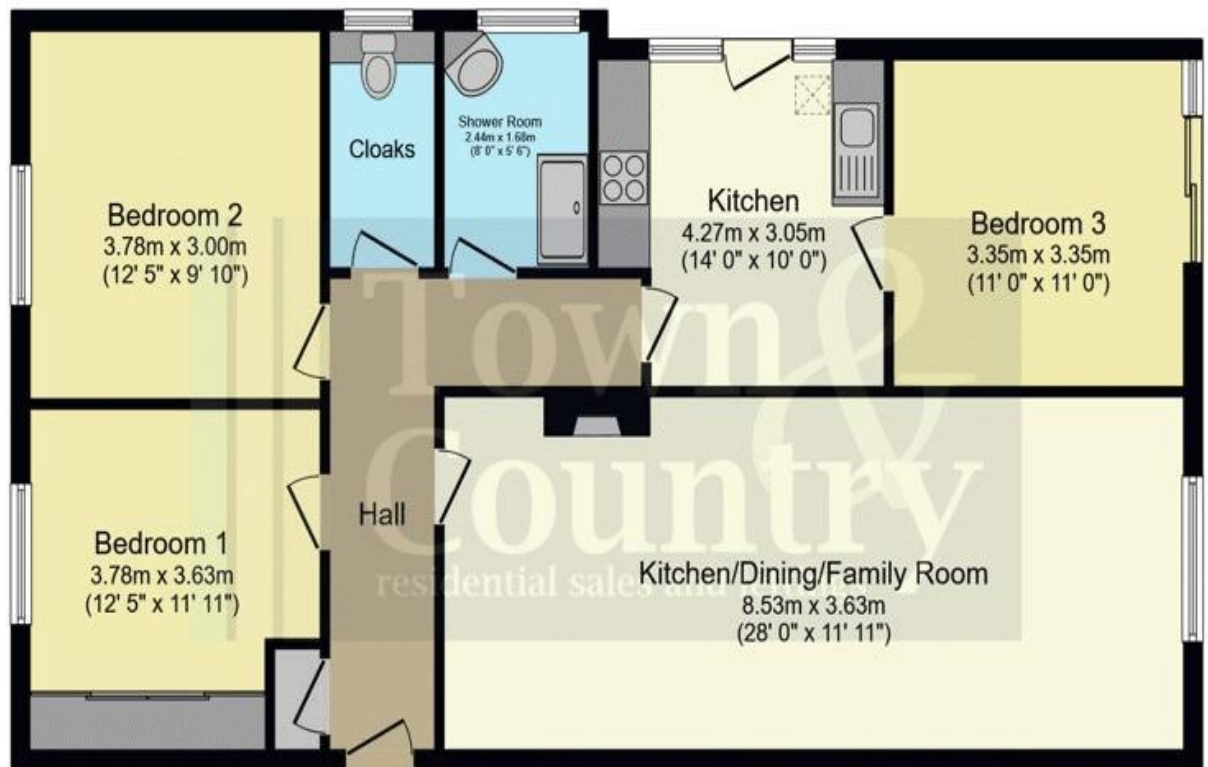 Bedroom 2
3.78m x 3.00m
(12' 5" x 9' 10")
Cloaks
Shower Room
2.44m x 1.68m
(8' 0" x 5' 6")
Kitchen
4.27m x 3.05m
(14' 0" x 10' 0")
Bedroom 3
3.35m x 3.35m
(11' 0" x 11' 0")
Town &
Country
residential sales and
Hall
Bedroom 1
3.78m x 3.63m
(12' 5" x 11' 11")
Kitchen/Dining/Family Room
8.53m x 3.63m
(28' 0" x 11' 11")